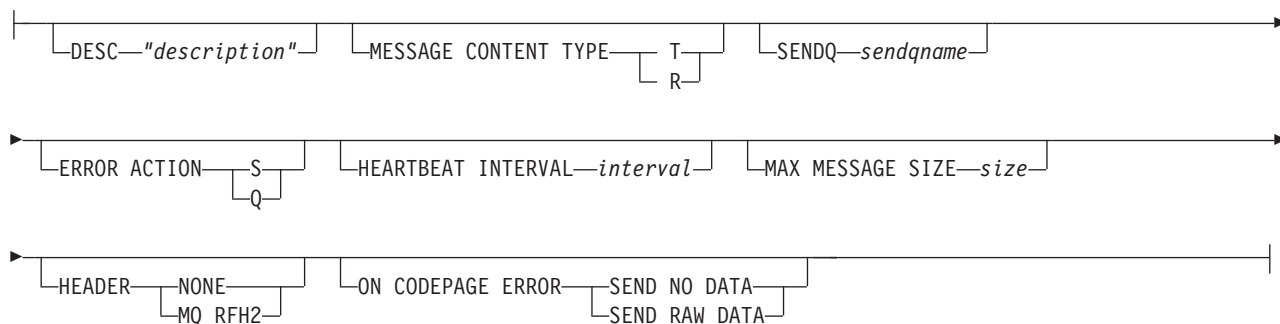 DESC "description" MESSAGE CONTENT TYPE T SENDQ sendqname
R
ERROR ACTION S HEARTBEAT INTERVAL interval MAX MESSAGE SIZE size
Q
HEADER NONE ON CODEPAGE ERROR SEND NO DATA
MQ RFH2 SEND RAW DATA